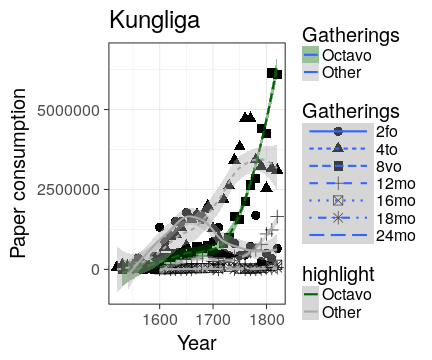 Kungliga
Paper consumption
5000000
2500000
0
1600
1700
1800
Year
Gatherings
Octavo
Other
Gatherings
2fo
4to
8vo
12mo
16mo
18mo
24mo
highlight
Octavo
Other